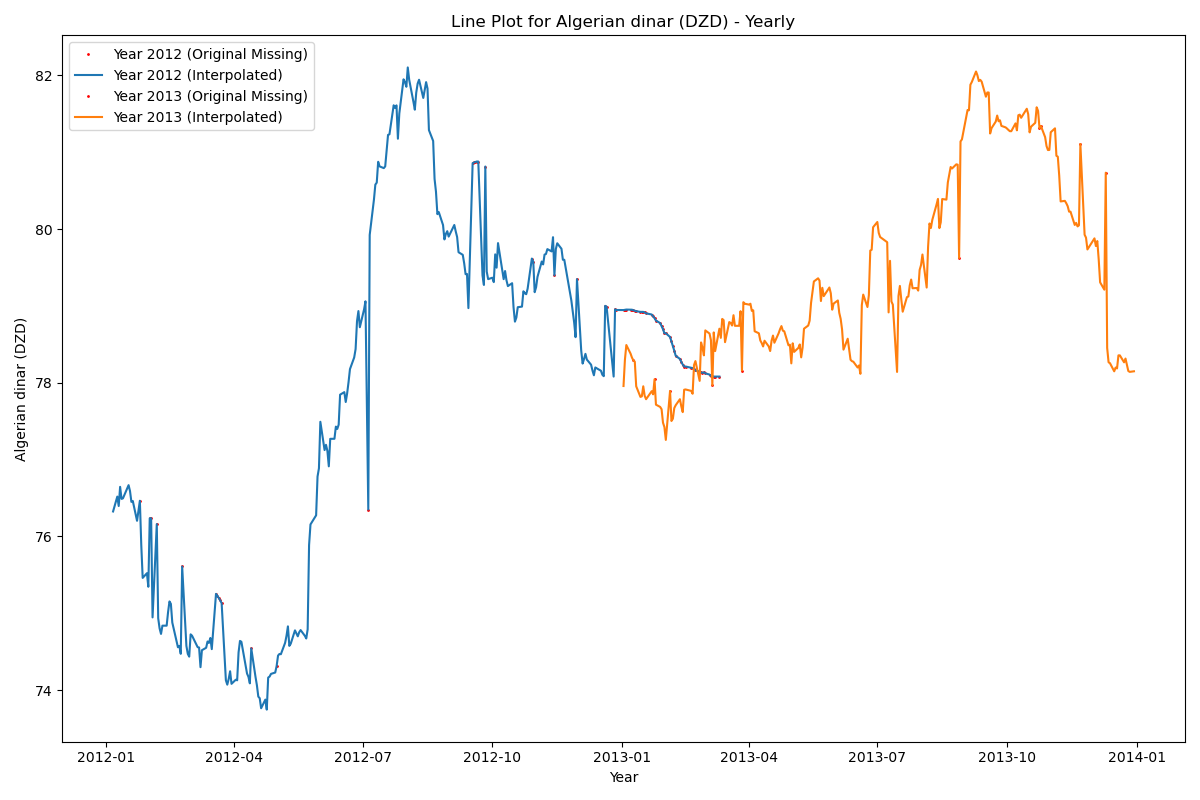 Line Plot for Algerian dinar (DZD) - Yearly
Year 2012 (Original Missing)
Year 2012 (Interpolated)
Year 2013 (Original Missing)
Year 2013 (Interpolated)
Algerian dinar (DZD)
82
80
78
76
74
2012-01
2012-04
2012-07
2012-10
2013-01
2013-04
2013-07
2013-10
2014-01
Year